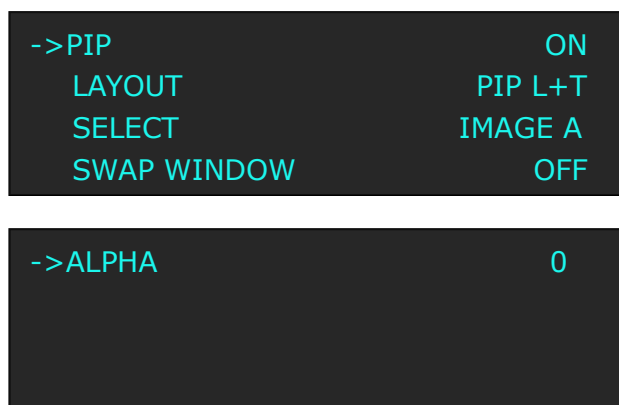 ->PIP ON
LAYOUT PIP L+T
SELECT IMAGE A
SWAP WINDOW OFF
->ALPHA 0